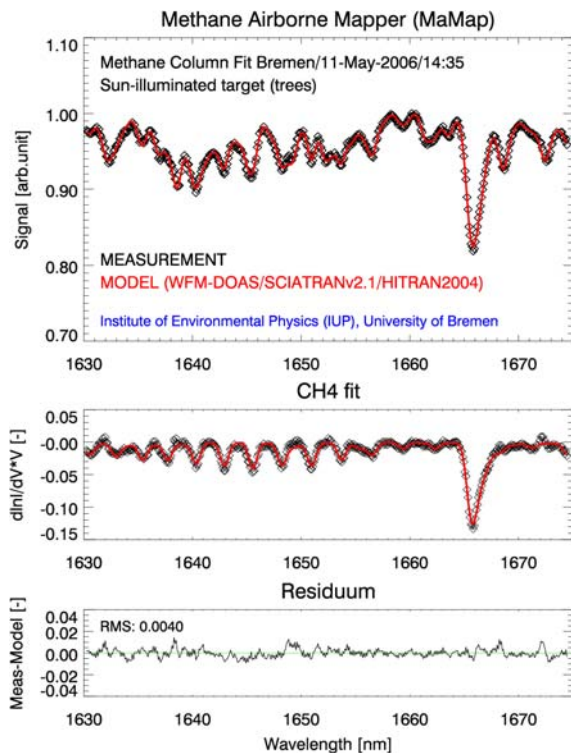 Methane Airborne Mapper (MaMap)
1.10
Methane Column Fit Bremen/11-May-2006/14:35
Sun-illuminated target (trees)
1.00
0.90
Signal [arb.unit]
0.80
MEASUREMENT
MODEL (WFM-DOAS/SCIATRANv2.1/HITRAN2004)
Institute of Environmental Physics (IUP), University of Bremen
0.70
1630 1640 1650 1660 1670
CH4 fit
0.05
-0.00
-0.05
-0.10
-0.15
dlnI/dV*V [-]
1630 1640 1650 1660 1670
Residuum
0.04
0.02
0.00
-0.02
-0.04
Meas-Model [-]
RMS: 0.0040
1630 1640 1650 1660 1670
Wavelength [nm]